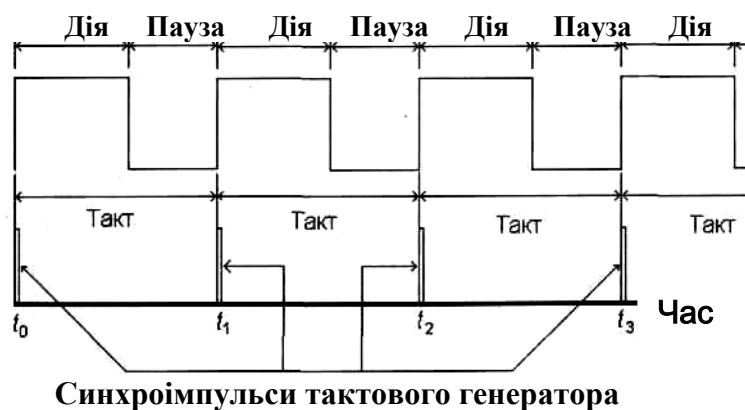 Дія Пауза Дія Пауза Дія Пауза Дія
Такт Такт Такт Такт
t0 t1 t2 t3 Час
Синхроімпульси тактового генератора